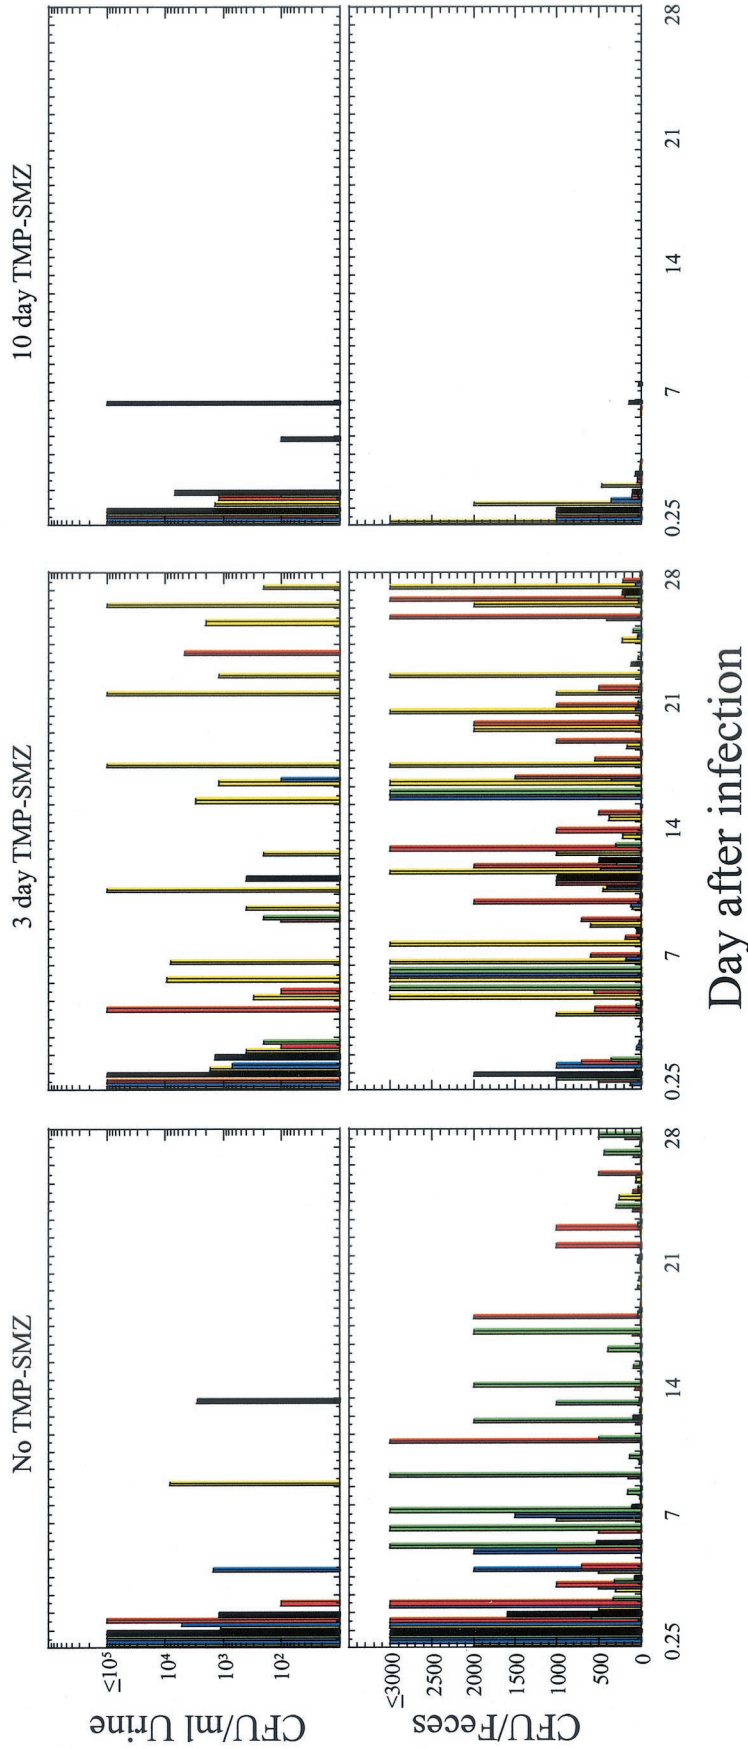 No TMP-SMZ
3 day TMP-SMZ
10 day TMP-SMZ
CFU/ml Urine
≥10⁵
10⁴
10³
10²
CFU/Feces
≥3000
2500
2000
1500
1000
500
0
0.25 7 14 21 28
0.25 7 14 21 28
0.25 7 14 21 28
Day after infection